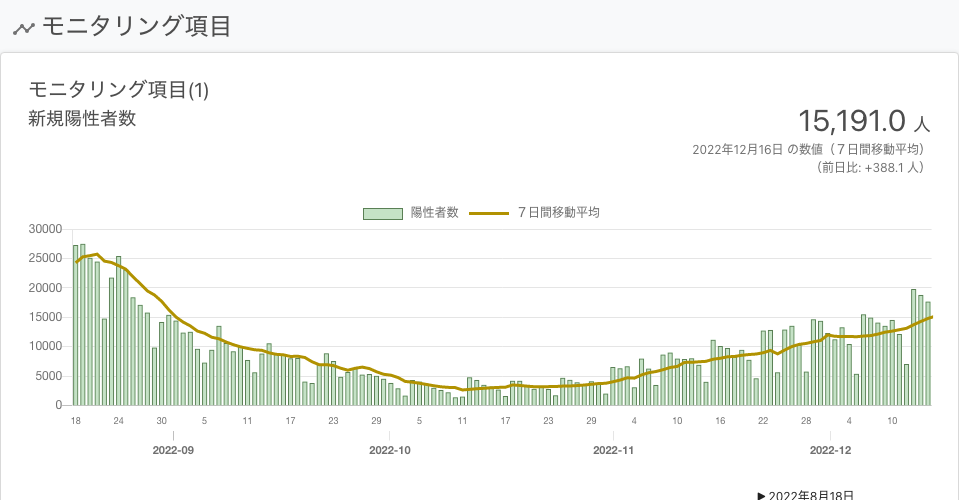 モニタリング項目
モニタリング項目(1)
新規陽性者数
15,191.0 人
2022年12月16日 の数値（７日間移動平均）
（前日比: +388.1 人）
陽性者数 ７日間移動平均
30000
25000
20000
15000
10000
5000
0
18 24 30 5 11 17 23 29 5 11 17 23 29 4 10 16 22 28 4 10
2022-09 2022-10 2022-11 2022-12
▶ 2022年8月18日